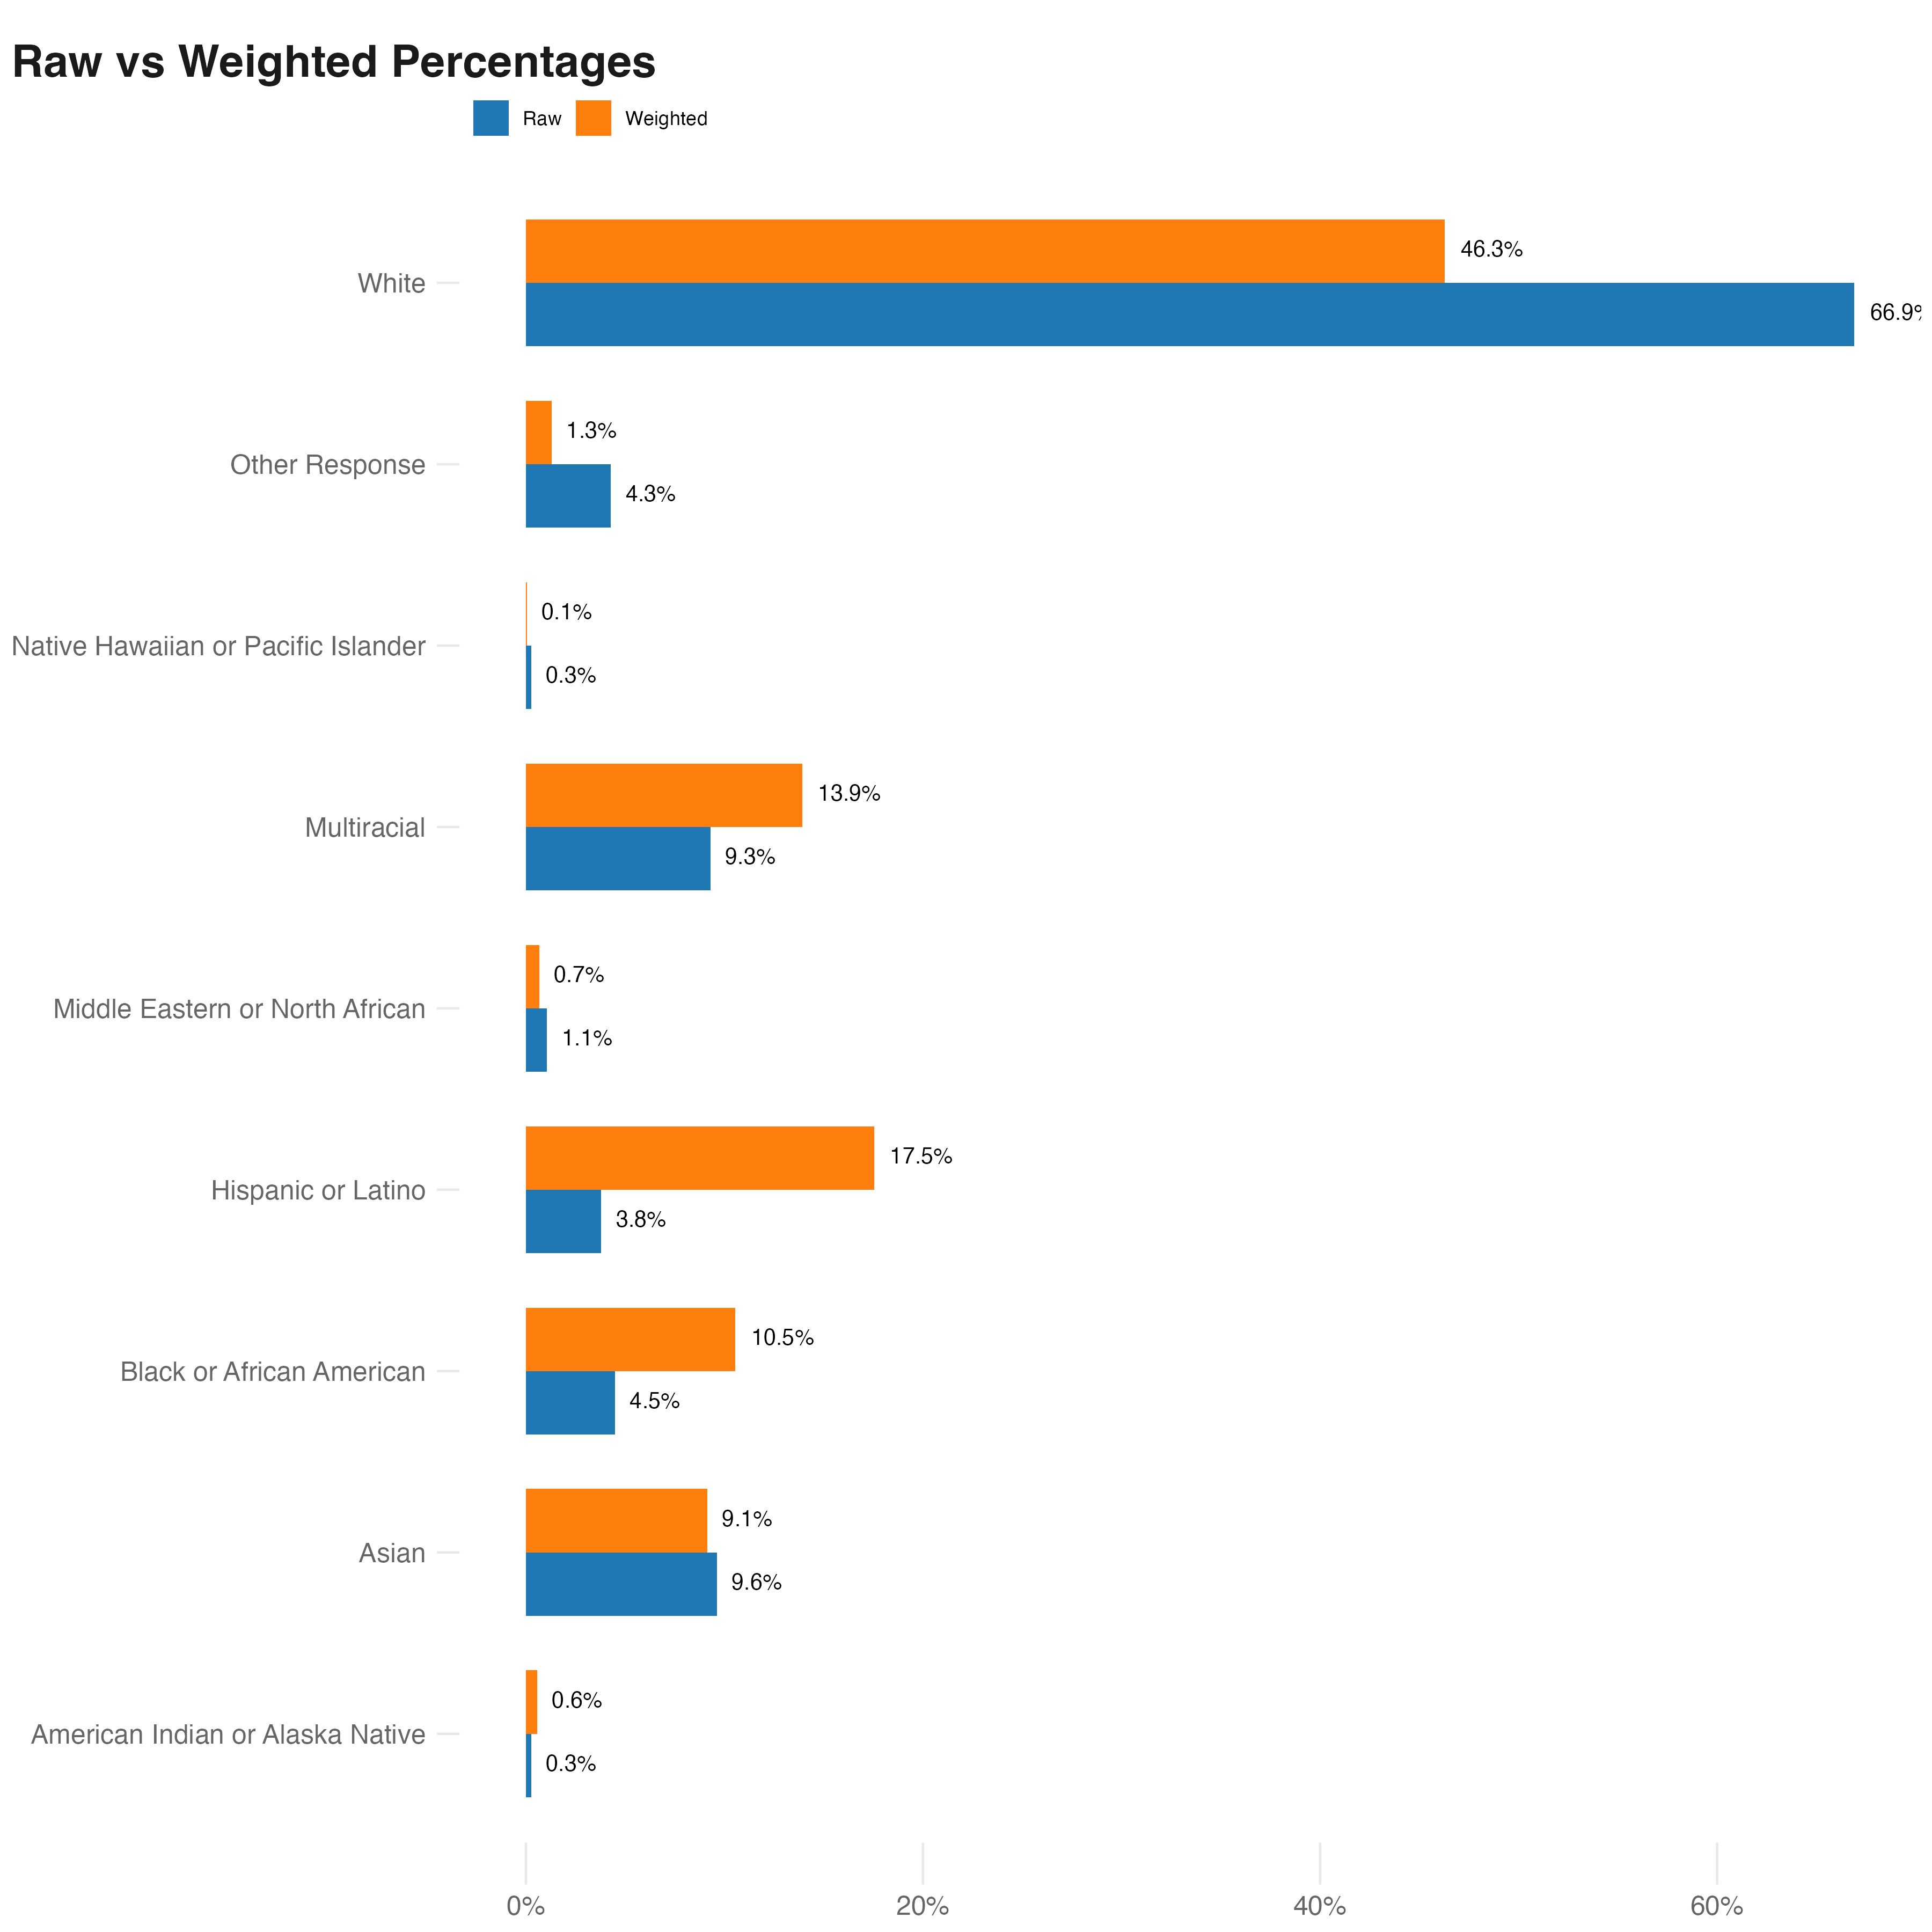 Raw vs Weighted Percentages
Raw Weighted
White
46.3%
66.9%
Other Response
1.3%
4.3%
Native Hawaiian or Pacific Islander
0.1%
0.3%
Multiracial
13.9%
9.3%
Middle Eastern or North African
0.7%
1.1%
Hispanic or Latino
17.5%
3.8%
Black or African American
10.5%
4.5%
Asian
9.1%
9.6%
American Indian or Alaska Native
0.6%
0.3%
0% 20% 40% 60%